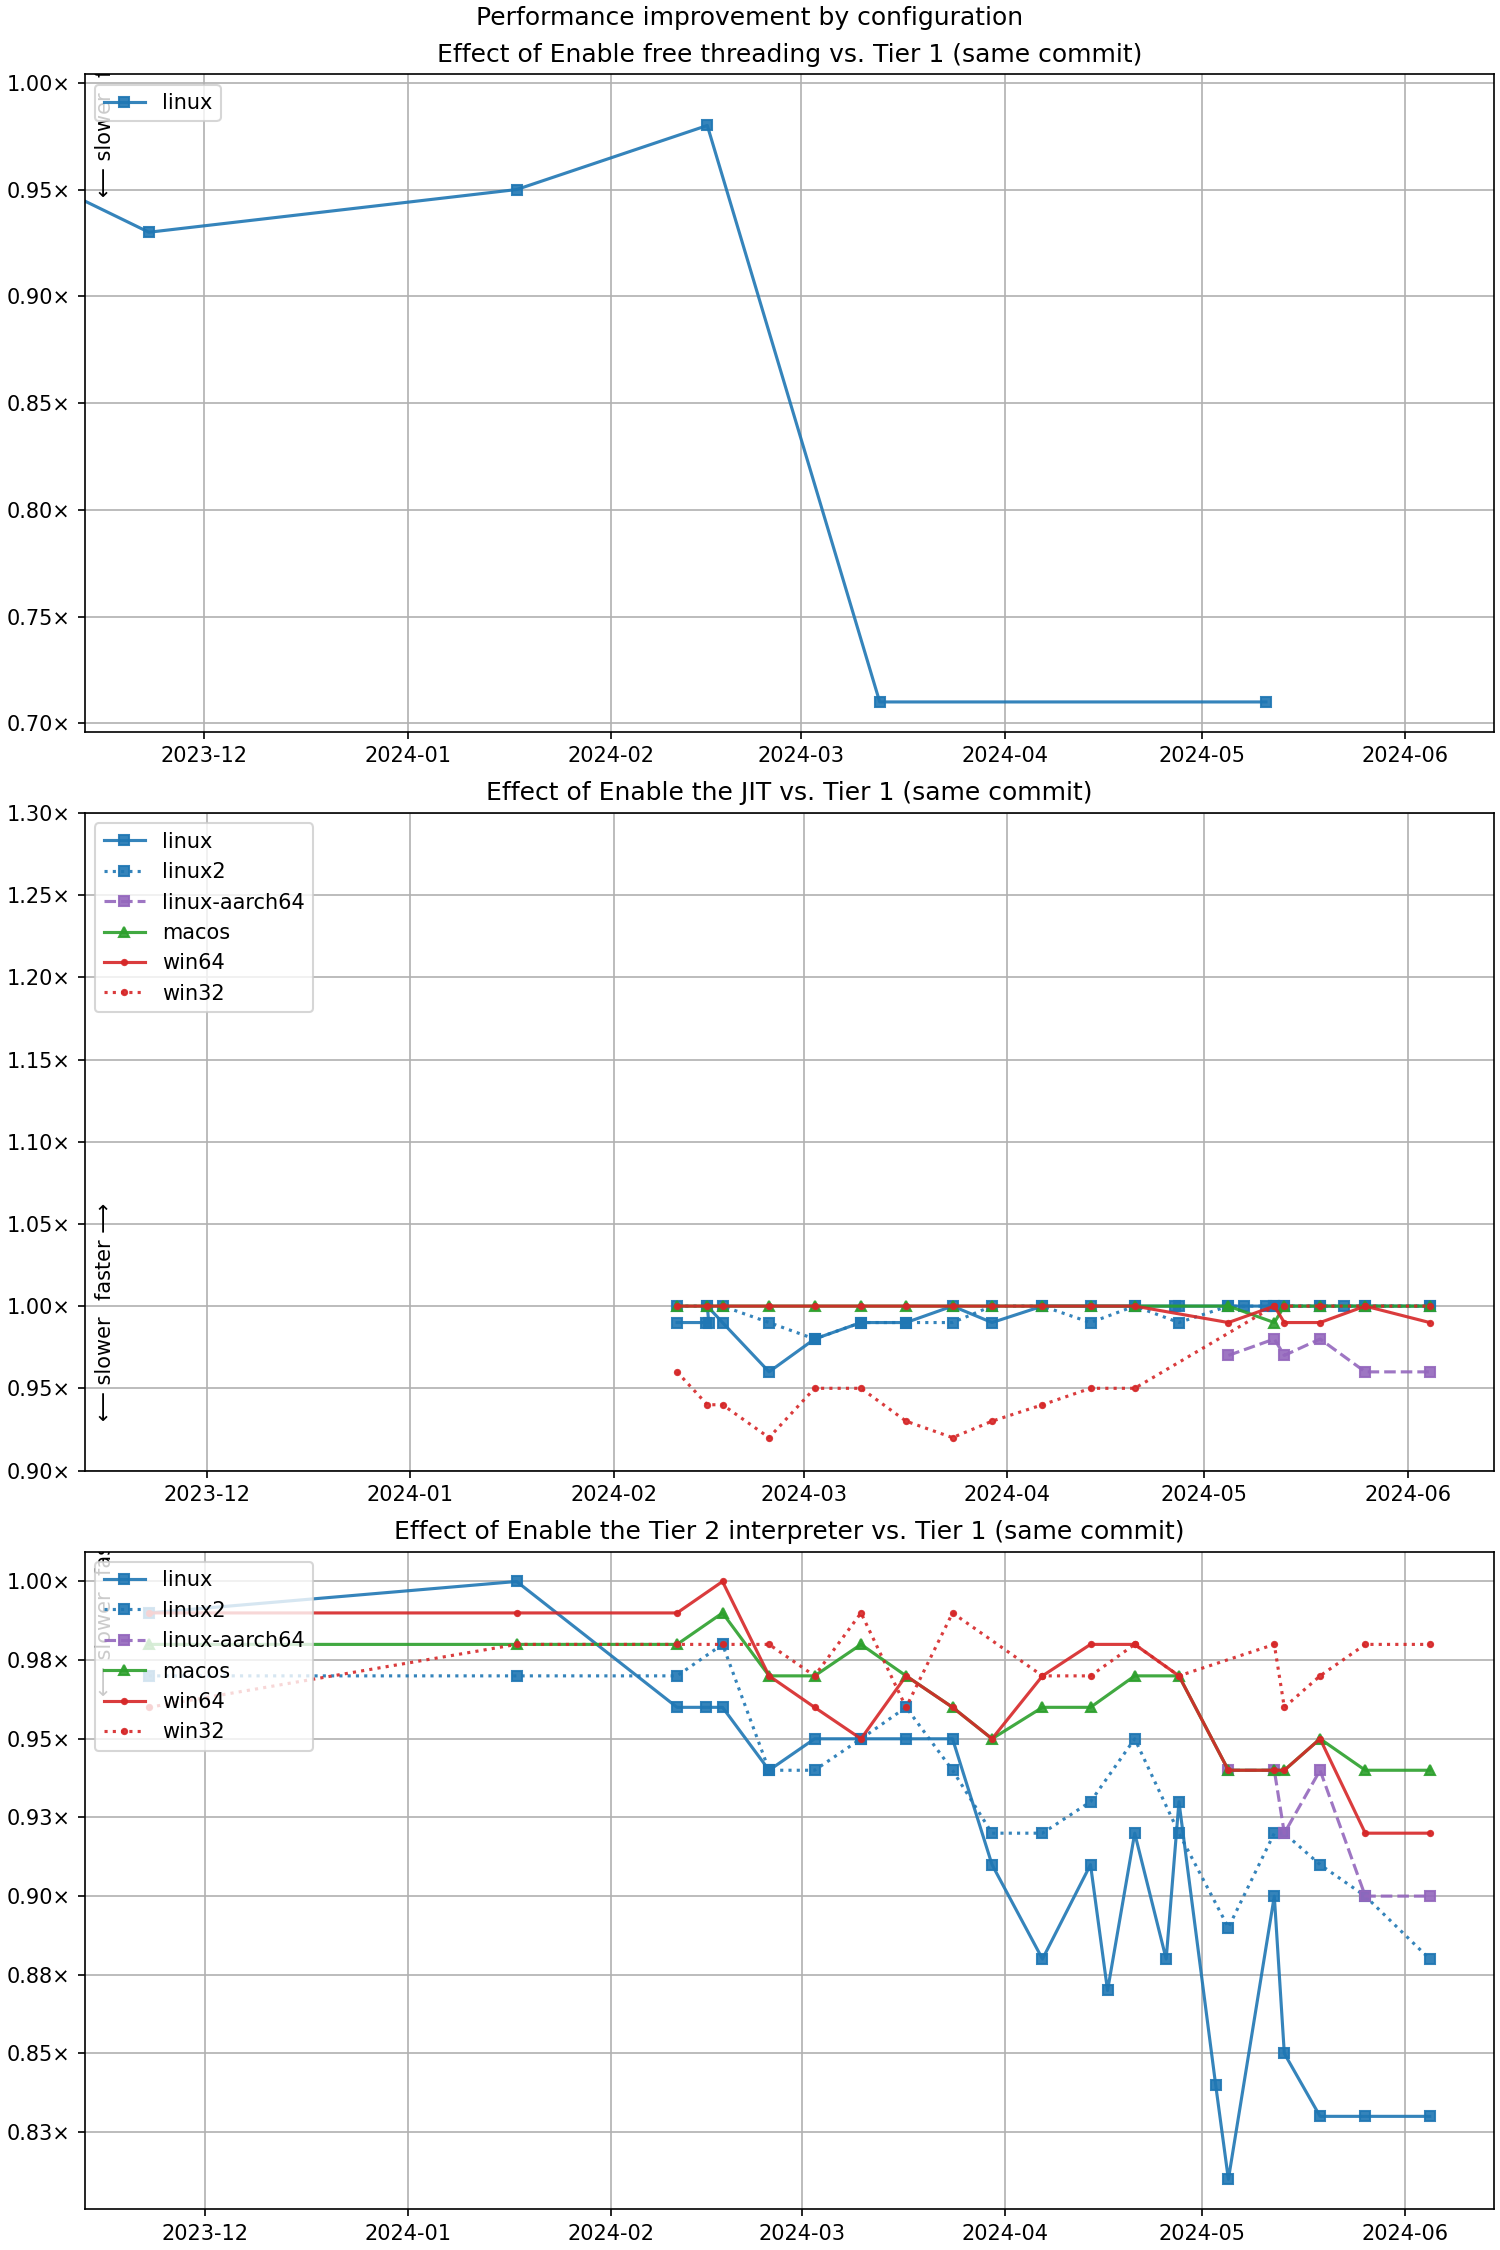 Performance improvement by configuration
Effect of Enable free threading vs. Tier 1 (same commit)
1.00×
0.95×
0.90×
0.85×
0.80×
0.75×
0.70×
←— slower
linux
2023-12
2024-01
2024-02
2024-03
2024-04
2024-05
2024-06
Effect of Enable the JIT vs. Tier 1 (same commit)
1.30×
1.25×
1.20×
1.15×
1.10×
1.05×
1.00×
0.95×
0.90×
←— slower faster —→
linux
linux2
linux-aarch64
macos
win64
win32
2023-12
2024-01
2024-02
2024-03
2024-04
2024-05
2024-06
Effect of Enable the Tier 2 interpreter vs. Tier 1 (same commit)
1.00×
0.98×
0.95×
0.93×
0.90×
0.88×
0.85×
0.83×
←— slower
linux
linux2
linux-aarch64
macos
win64
win32
2023-12
2024-01
2024-02
2024-03
2024-04
2024-05
2024-06